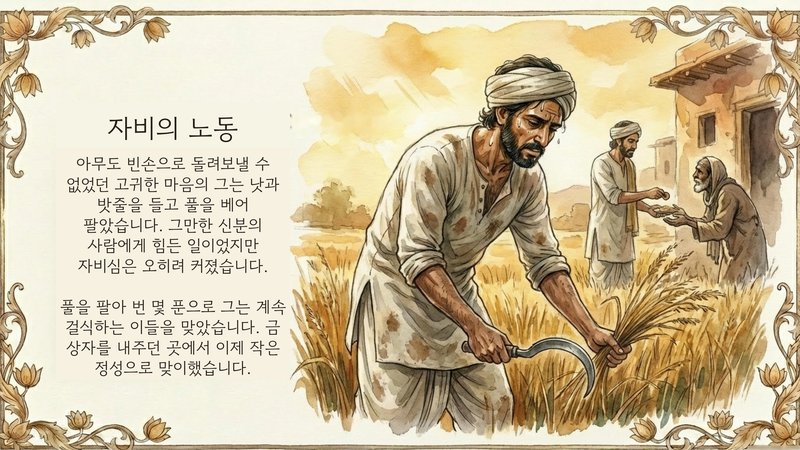 자비의 노동
아무도 빈손으로 돌려보낼 수
없었던 고귀한 마음의 그는 낫과
밧줄을 들고 풀을 베어
팔았습니다. 그만한 신분의
사람에게 힘든 일이었지만
자비심은 오히려 커졌습니다.
풀을 팔아 번 몇 푼으로 그는 계속
걸식하는 이들을 맞았습니다. 금
상자를 내주던 곳에서 이제 작은
정성으로 맞이했습니다.